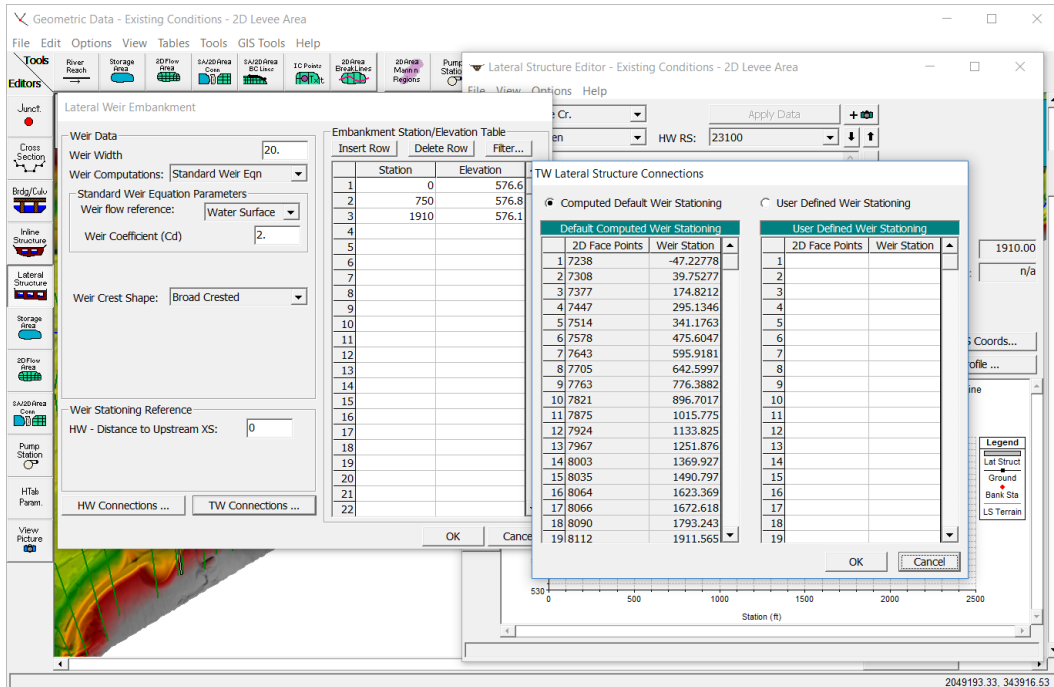 Geometric Data - Existing Conditions - 2D Levee Area
File Edit Options View Tables Tools GIS Tools Help
Tools
Editors
River Reach
Storage Area
2D Flow Area
SA/2D Area Conn
SA/2D Area BC Lines
IC Points
2D Area BreakLines
2D Area Mann n Regions
Pump
Junct.
Cross Section
Brdg/Culv
Inline Structure
Lateral Structure
Storage Area
2D Flow Area
SA/2D Area Conn
Pump Station
HTab Param.
View Picture
Lateral Structure Editor - Existing Conditions - 2D Levee Area
File View Options Help
Cr.
Apply Data
HW RS: 23100
1910.00
n/a
Coords...
Legend
Lat Struct
Ground
Bank Sta
LS Terrain
530
0 500 1000 1500 2000 2500
Station (ft)
Lateral Weir Embankment
Weir Data
Weir Width 20.
Weir Computations: Standard Weir Eqn
Standard Weir Equation Parameters
Weir flow reference: Water Surface
Weir Coefficient (Cd) 2.
Weir Crest Shape: Broad Crested
Weir Stationing Reference
HW - Distance to Upstream XS: 0
HW Connections ... TW Connections ...
Embankment Station/Elevation Table
Insert Row Delete Row Filter...
Station Elevation
1 0 576.6
2 750 576.8
3 1910 576.1
4
5
6
7
8
9
10
11
12
13
14
15
16
17
18
19
20
21
22
OK Cance
TW Lateral Structure Connections
Computed Default Weir Stationing User Defined Weir Stationing
Default Computed Weir Stationing User Defined Weir Stationing
2D Face Points Weir Station 2D Face Points Weir Station
1 7238 -47.22778 1
2 7308 39.75277 2
3 7377 174.8212 3
4 7447 295.1346 4
5 7514 341.1763 5
6 7578 475.6047 6
7 7643 595.9181 7
8 7705 642.5997 8
9 7763 776.3882 9
10 7821 896.7017 10
11 7875 1015.775 11
12 7924 1133.825 12
13 7967 1251.876 13
14 8003 1369.927 14
15 8035 1490.797 15
16 8064 1623.369 16
17 8066 1672.618 17
18 8090 1793.243 18
19 8112 1911.565 19
OK Cancel
2049193.33, 343916.53